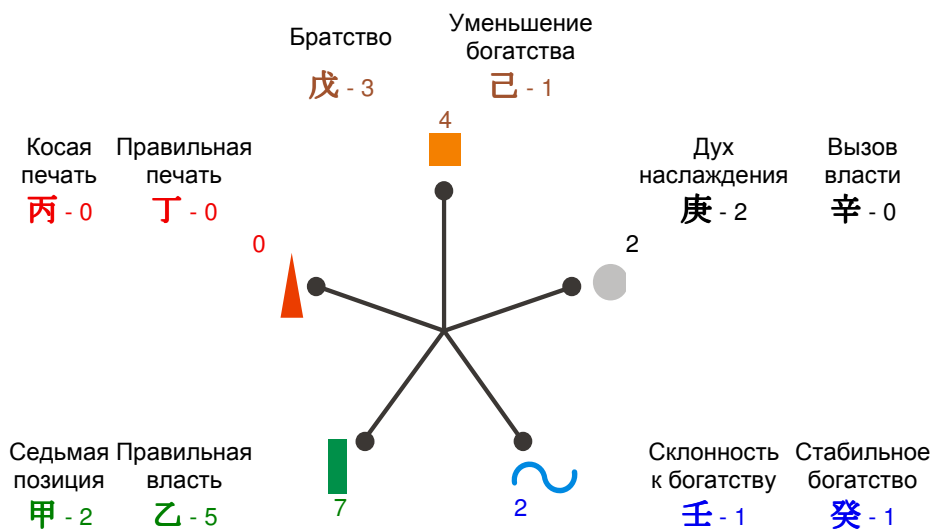 Братство
Уменьшение
богатства
戊 - 3
己 - 1
4
Косая
печать
Правильная
печать
丙 - 0
丁 - 0
Дух
наслаждения
Вызов
власти
庚 - 2
辛 - 0
0
2
Седьмая
позиция
Правильная
власть
甲 - 2
乙 - 5
7
2
Склонность
к богатству
Стабильное
богатство
壬 - 1
癸 - 1